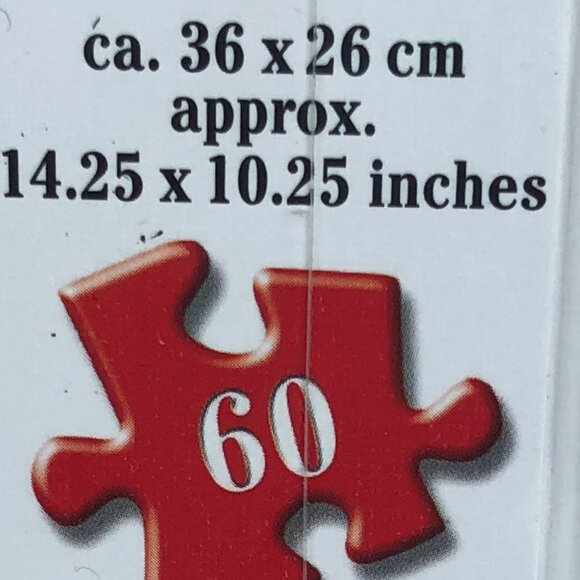 ca. 36 x 26 cm
approx.
14.25 x 10.25 inches
60